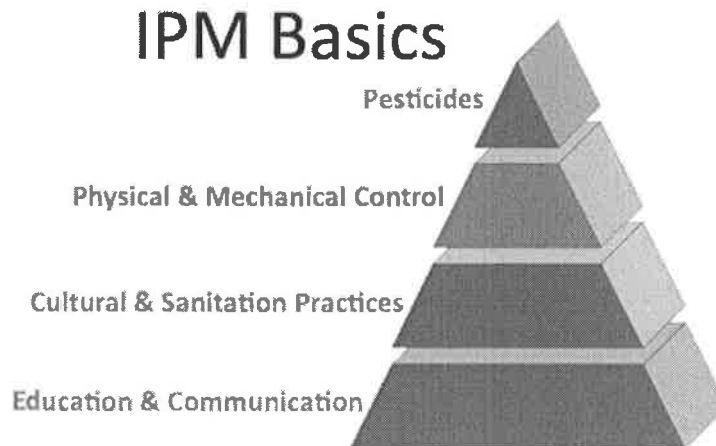 IPM Basics
Pesticides
Physical & Mechanical Control
Cultural & Sanitation Practices
Education & Communication